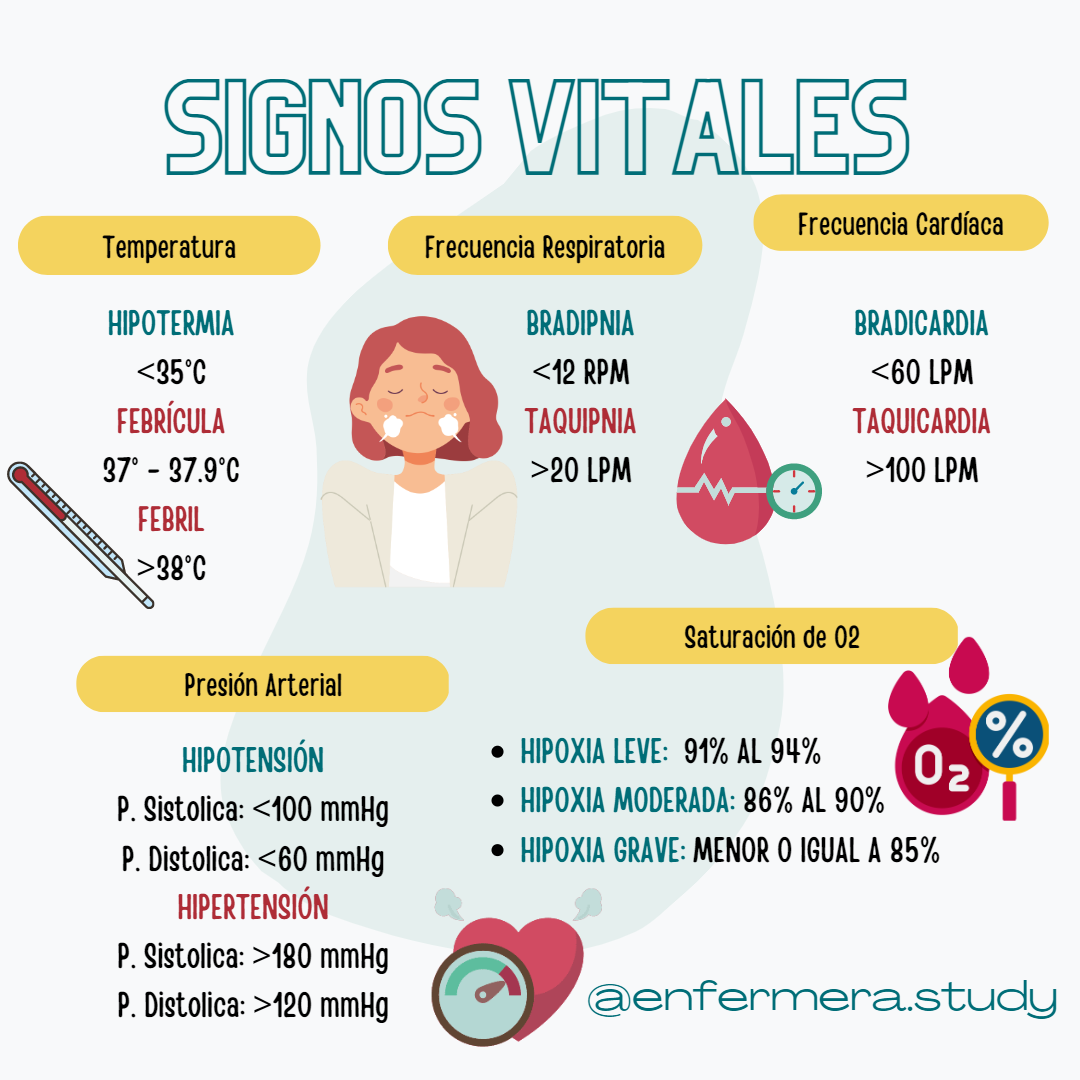 SIGNOS VITALES
Temperatura
HIPOTERMIA
<35°C
FEBRÍCULA
37° - 37.9°C
FEBRIL
>38°C
Frecuencia Respiratoria
BRADIPNIA
<12 RPM
TAQUIPNIA
>20 LPM
Frecuencia Cardíaca
BRADICARDIA
<60 LPM
TAQUICARDIA
>100 LPM
Presión Arterial
HIPOTENSIÓN
P. Sistolica: <100 mmHg
P. Distolica: <60 mmHg
HIPERTENSIÓN
P. Sistolica: >180 mmHg
P. Distolica: >120 mmHg
Saturación de O2
• HIPOXIA LEVE: 91% AL 94%
• HIPOXIA MODERADA: 86% AL 90%
• HIPOXIA GRAVE: MENOR O IGUAL A 85%
O₂
%
@enfermera.study